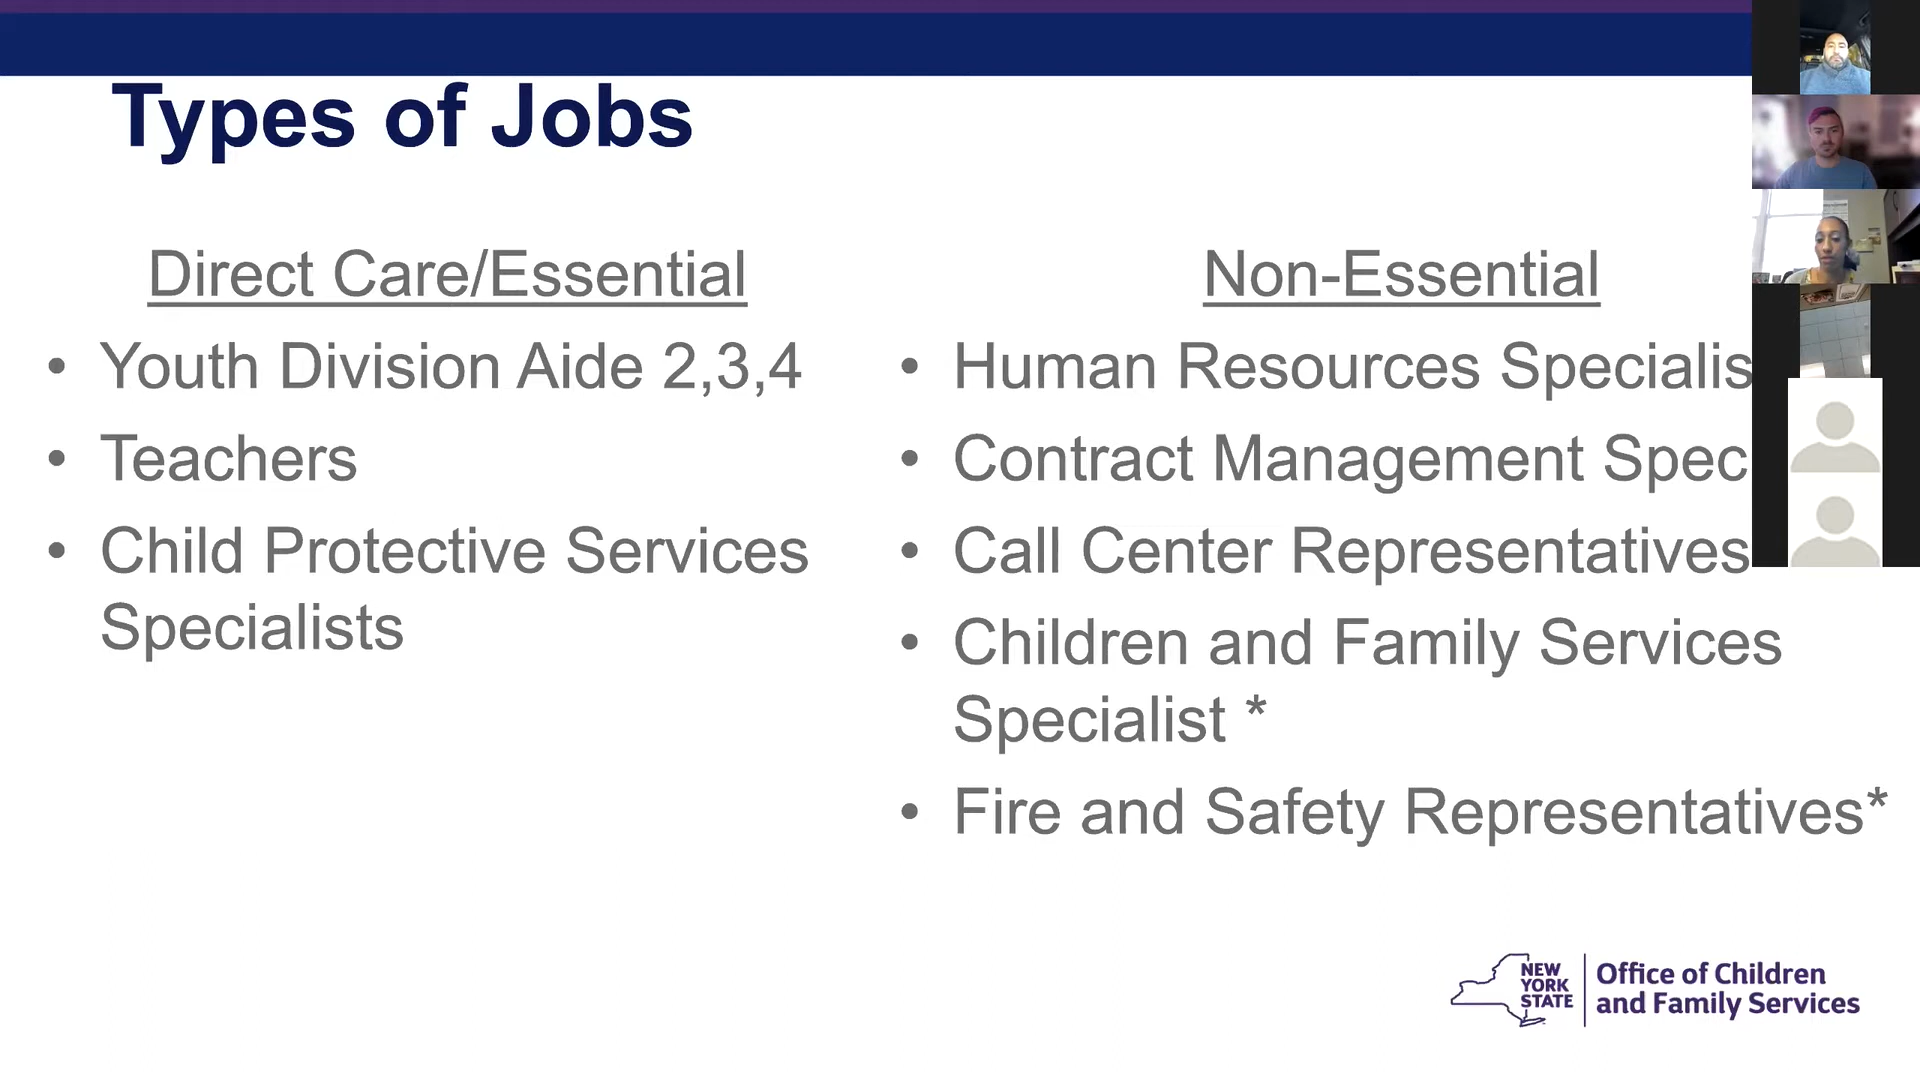 Types of Jobs
Direct Care/Essential
• Youth Division Aide 2,3,4
• Teachers
• Child Protective Services
Specialists
Non-Essential
• Human Resources Specialis
• Contract Management Spec
• Call Center Representatives
• Children and Family Services
Specialist *
• Fire and Safety Representatives*
NEW
YORK
STATE
Office of Children
and Family Services